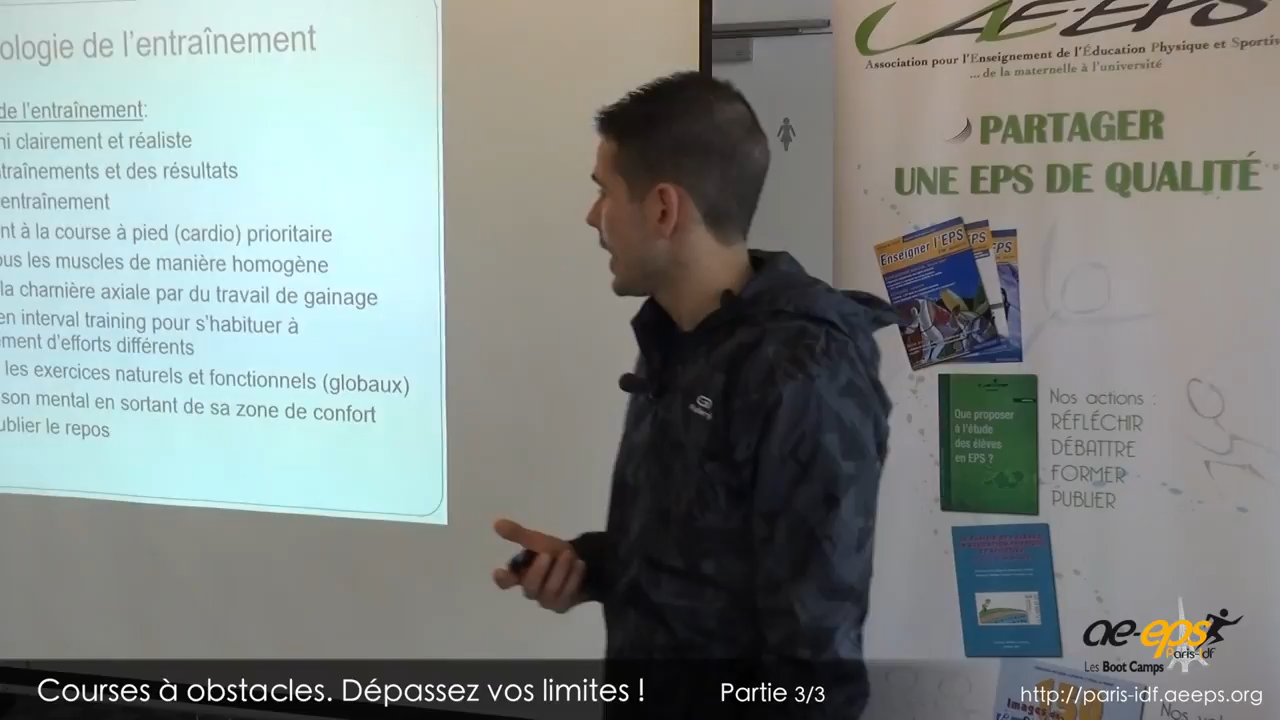 ologie de l'entraînement
de l'entraînement:
ni clairement et réaliste
traînements et des résultats
entraînement
nt à la course à pied (cardio) prioritaire
ous les muscles de manière homogène
la charnière axiale par du travail de gainage
en interval training pour s'habituer à
ment d'efforts différents
les exercices naturels et fonctionnels (globaux)
son mental en sortant de sa zone de confort
ublier le repos
AE-EPS
Association pour l'Enseignement de l'Éducation Physique et Sportiv
...de la maternelle à l'université
PARTAGER
UNE EPS DE QUALITÉ
Enseigner l'EPS
EPS
EPS
Que proposer
à l'étude
des élèves
en EPS ?
Nos actions :
RÉFLÉCHIR
DÉBATTRE
FORMER
PUBLIER
ae-eps
Paris-idf
Les Boot Camps
Images de
Courses à obstacles. Dépassez vos limites !
Partie 3/3
http://paris-idf.aeeps.org